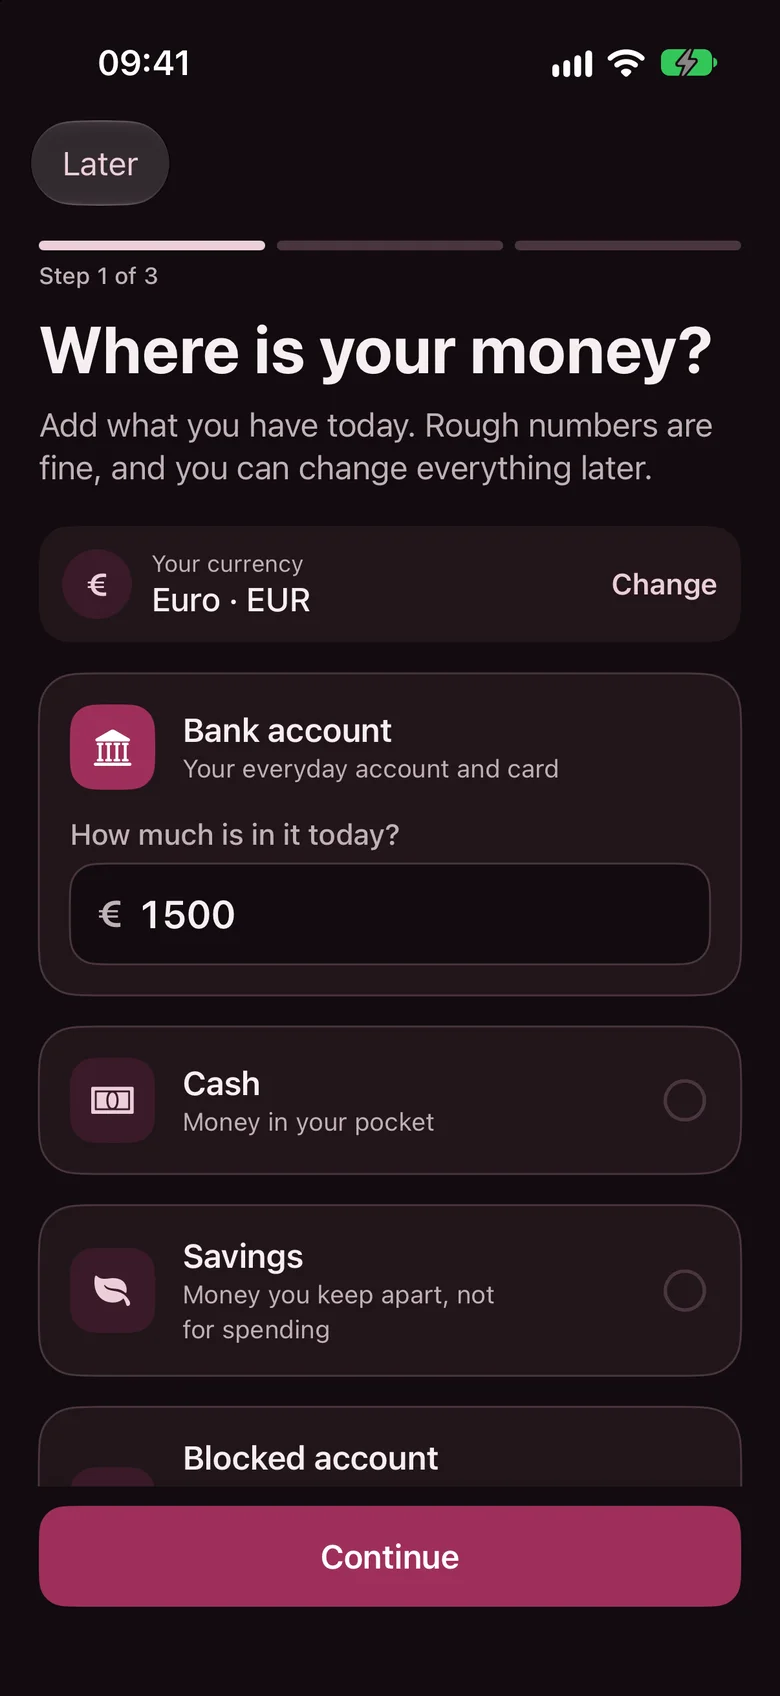 09:41
Later
Step 1 of 3
Where is your money?
Add what you have today. Rough numbers are
fine, and you can change everything later.
€
Your currency
Euro · EUR
Change
Bank account
Your everyday account and card
How much is in it today?
€ 1500
Cash
Money in your pocket
Savings
Money you keep apart, not
for spending
Blocked account
Continue